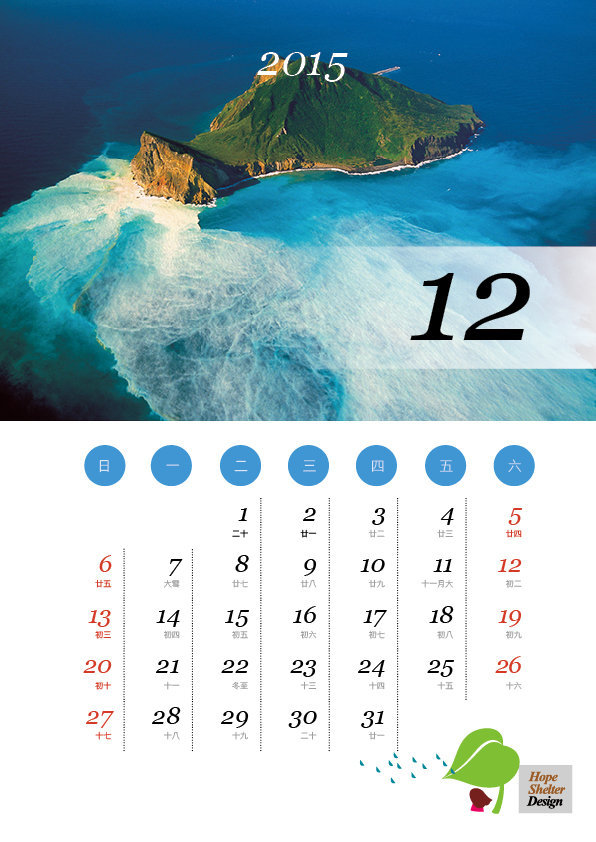 2015
12
日 一 二 三 四 五 六
1 2 3 4 5
二十 廿一 廿二 廿三 廿四
6 7 8 9 10 11 12
廿五 大雪 廿七 廿八 廿九 十一月大 初二
13 14 15 16 17 18 19
初三 初四 初五 初六 初七 初八 初九
20 21 22 23 24 25 26
初十 十一 冬至 十三 十四 十五 十六
27 28 29 30 31
十七 十八 十九 二十 廿一
Hope
Shelter
Design